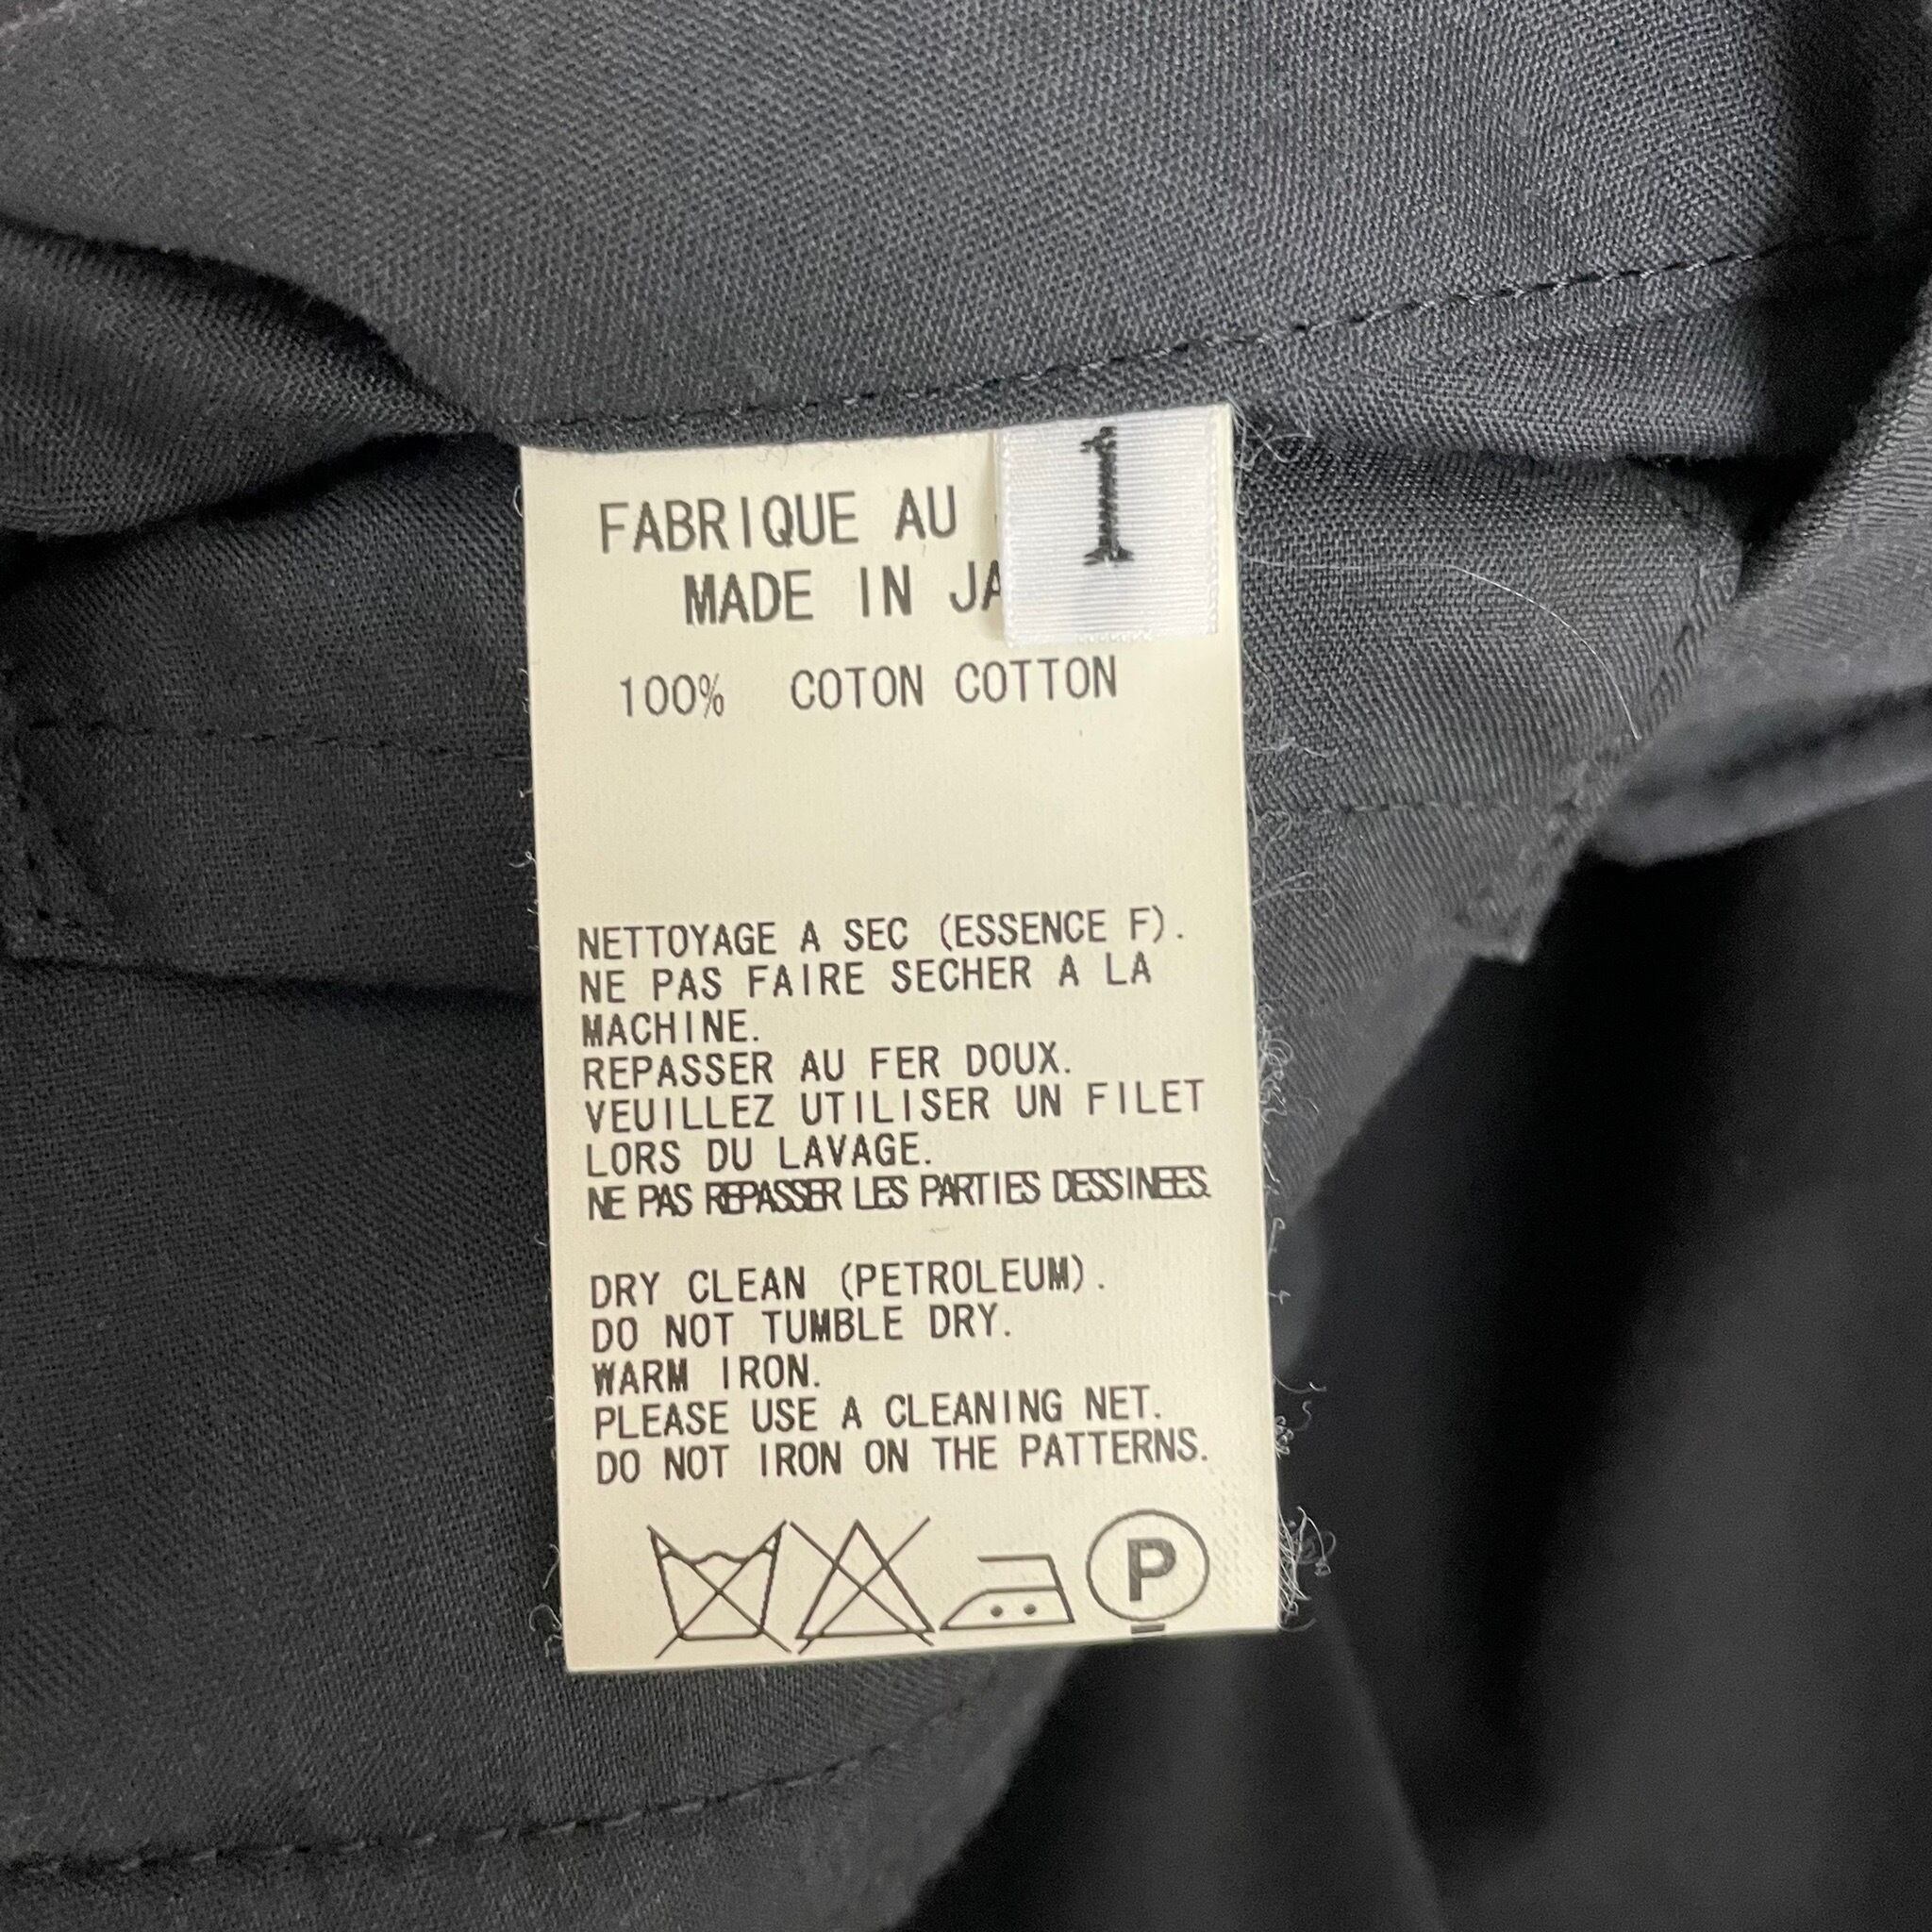 FABRIQUE AU
1
MADE IN JA
100% COTON COTTON
NETTOYAGE A SEC (ESSENCE F).
NE PAS FAIRE SECHER A LA
MACHINE.
REPASSER AU FER DOUX.
VEUILLEZ UTILISER UN FILET
LORS DU LAVAGE.
NE PAS REPASSER LES PARTIES DESSINEES.
DRY CLEAN (PETROLEUM).
DO NOT TUMBLE DRY.
WARM IRON.
PLEASE USE A CLEANING NET.
DO NOT IRON ON THE PATTERNS.
P